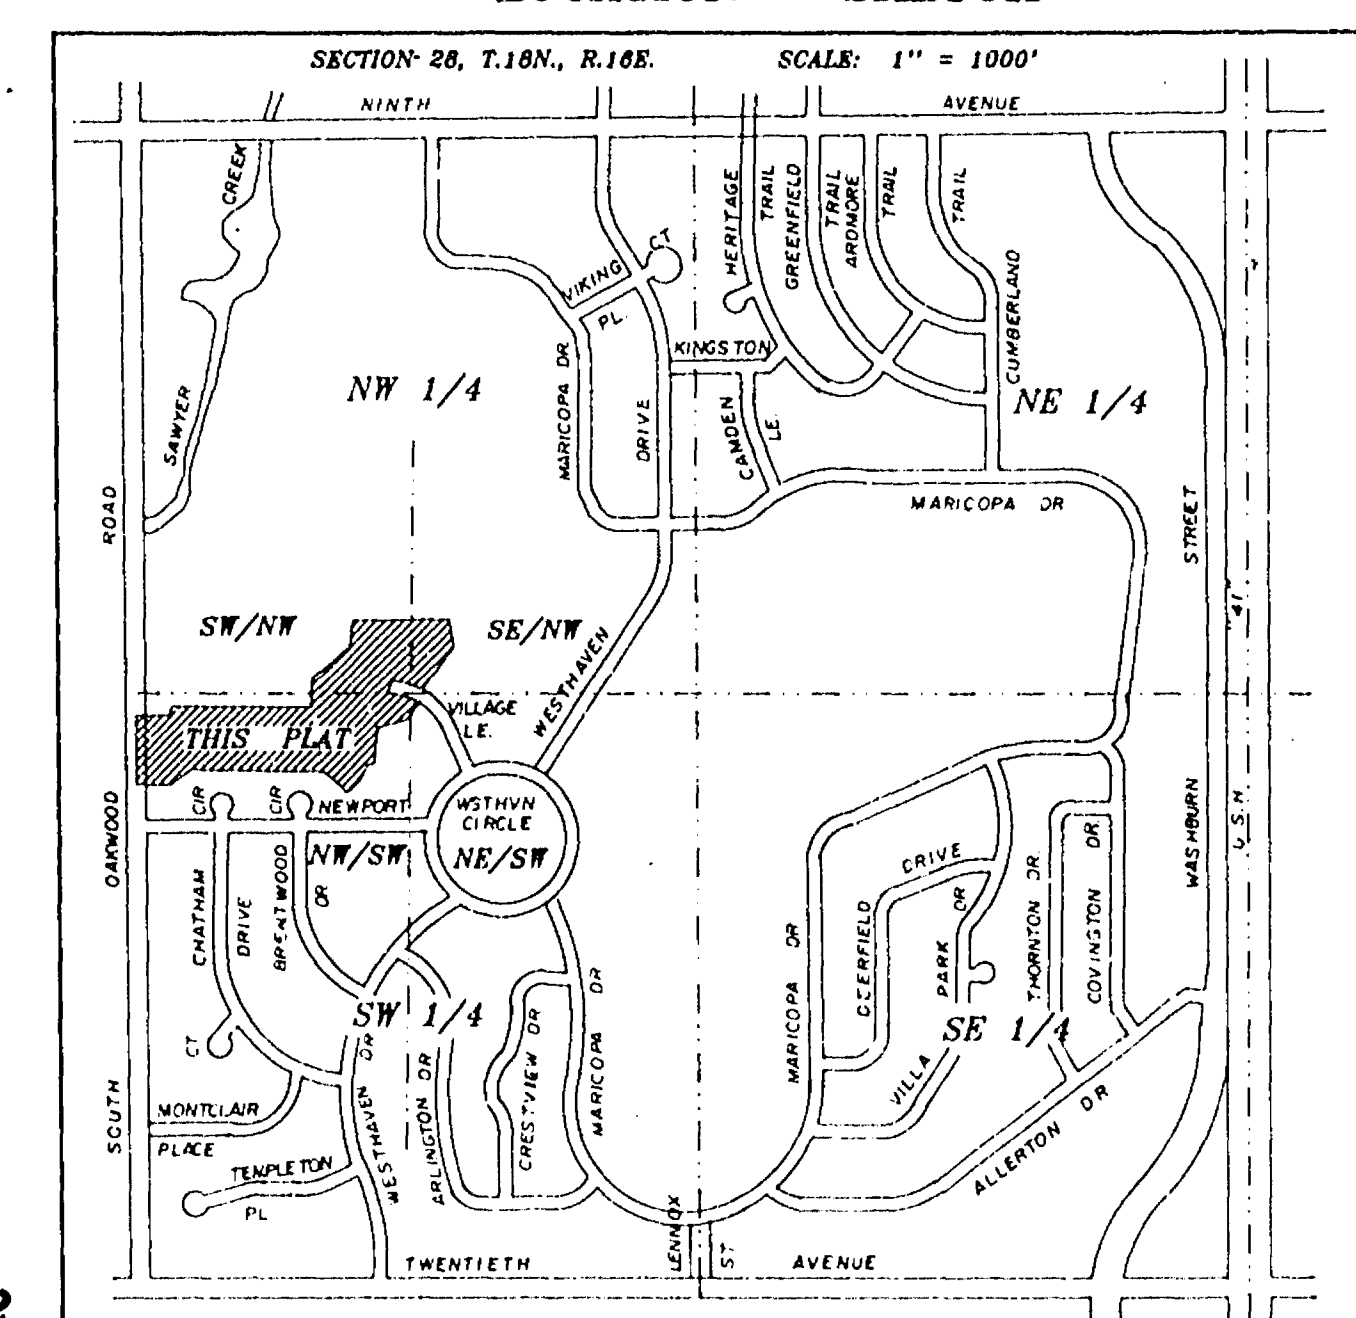 SECTION 28, T.18N., R.16E.
SCALE: 1" = 1000'
NINTH
AVENUE
CREEK
SAWYER
HERITAGE
TRAIL
GREENFIELD
TRAIL
ARDMORE
TRAIL
TRAIL
CUMBERLAND
CT
VIKING
PL.
KINGSTON
MARICOPA DR
DRIVE
CAMDEN
LE.
NW 1/4
NE 1/4
MARICOPA DR
ROAD
STREET
41
SW/NW
SE/NW
WESTHAVEN
VILLAGE
LE.
THIS PLAT
CIR
CIR
NEWPORT
WSTHVN
CIRCLE
NW/SW
NE/SW
OAKWOOD
WASHBURN
U.S.H.
CHATHAM
DRIVE
BRENTWOOD
DR
DRIVE
DEERFIELD
PARK
DR
THORNTON DR.
COVINGTON DR.
MARICOPA DR
SW 1/4
SE 1/4
CT
WESTHAVEN DR
ARLINGTON DR
CRESTVIEW DR
MARICOPA DR
VILLA
ALLERTON DR
SOUTH
MONTCLAIR
PLACE
TEMPLETON
PL
LENNOX
ST
TWENTIETH
AVENUE